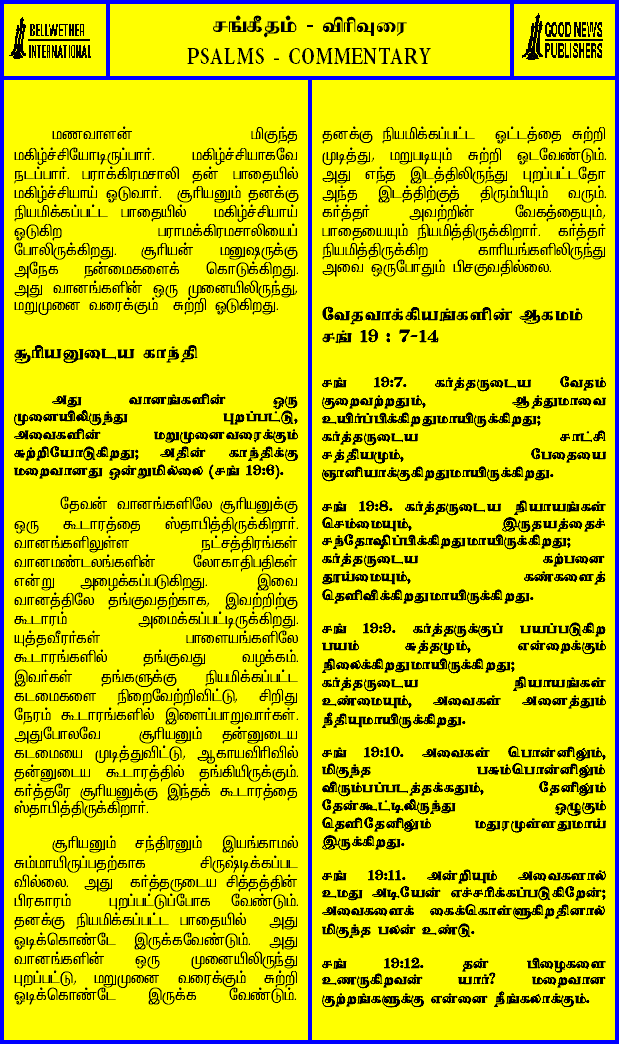 BELLWETHER
INTERNATIONAL
சங்கீதம் - விரிவுரை
PSALMS - COMMENTARY
GOOD NEWS
PUBLISHERS
மணவாளன் மிகுந்த
மகிழ்ச்சியோடிருப்பார். மகிழ்ச்சியாகவே
நடப்பார். பராக்கிரமசாலி தன் பாதையில்
மகிழ்ச்சியாய் ஓடுவார். சூரியனும் தனக்கு
நியமிக்கப்பட்ட பாதையில் மகிழ்ச்சியாய்
ஓடுகிற பராமக்கிரமசாலியைப்
போலிருக்கிறது. சூரியன் மனுஷருக்கு
அநேக நன்மைகளைக் கொடுக்கிறது.
அது வானங்களின் ஒரு முனையிலிருந்து,
மறுமுனை வரைக்கும் சுற்றி ஓடுகிறது.
சூரியனுடைய காந்தி
அது வானங்களின் ஒரு
முனையிலிருந்து புறப்பட்டு,
அவைகளின் மறுமுனைவரைக்கும்
சுற்றியோடுகிறது; அதின் காந்திக்கு
மறைவானது ஒன்றுமில்லை (சங் 19:6).
தேவன் வானங்களிலே சூரியனுக்கு
ஒரு கூடாரத்தை ஸ்தாபித்திருக்கிறார்.
வானங்களிலுள்ள நட்சத்திரங்கள்
வானமண்டலங்களின் லோகாதிபதிகள்
என்று அழைக்கப்படுகிறது. இவை
வானத்திலே தங்குவதற்காக, இவற்றிற்கு
கூடாரம் அமைக்கப்பட்டிருக்கிறது.
யுத்தவீரர்கள் பாளையங்களிலே
கூடாரங்களில் தங்குவது வழக்கம்.
இவர்கள் தங்களுக்கு நியமிக்கப்பட்ட
கடமைகளை நிறைவேற்றிவிட்டு, சிறிது
நேரம் கூடாரங்களில் இளைப்பாறுவார்கள்.
அதுபோலவே சூரியனும் தன்னுடைய
கடமையை முடித்துவிட்டு, ஆகாயவிரிவில்
தன்னுடைய கூடாரத்தில் தங்கியிருக்கும்.
கர்த்தரே சூரியனுக்கு இந்தக் கூடாரத்தை
ஸ்தாபித்திருக்கிறார்.
சூரியனும் சந்திரனும் இயங்காமல்
சும்மாயிருப்பதற்காக சிருஷ்டிக்கப்பட
வில்லை. அது கர்த்தருடைய சித்தத்தின்
பிரகாரம் புறப்பட்டுப்போக வேண்டும்.
தனக்கு நியமிக்கப்பட்ட பாதையில் அது
ஓடிக்கொண்டே இருக்கவேண்டும். அது
வானங்களின் ஒரு முனையிலிருந்து
புறப்பட்டு, மறுமுனை வரைக்கும் சுற்றி
ஓடிக்கொண்டே இருக்க வேண்டும்.
தனக்கு நியமிக்கப்பட்ட ஓட்டத்தை சுற்றி
முடித்து, மறுபடியும் சுற்றி ஓடவேண்டும்.
அது எந்த இடத்திலிருந்து புறப்பட்டதோ
அந்த இடத்திற்குத் திரும்பியும் வரும்.
கர்த்தர் அவற்றின் வேகத்தையும்,
பாதையையும் நியமித்திருக்கிறார். கர்த்தர்
நியமித்திருக்கிற காரியங்களிலிருந்து
அவை ஒருபோதும் பிசகுவதில்லை.
வேதவாக்கியங்களின் ஆகமம்
சங் 19 : 7-14
சங் 19:7. கர்த்தருடைய வேதம்
குறைவற்றதும், ஆத்துமாவை
உயிர்ப்பிக்கிறதுமாயிருக்கிறது;
கர்த்தருடைய சாட்சி
சத்தியமும், பேதையை
ஞானியாக்குகிறதுமாயிருக்கிறது.
சங் 19:8. கர்த்தருடைய நியாயங்கள்
செம்மையும், இருதயத்தைச்
சந்தோஷிப்பிக்கிறதுமாயிருக்கிறது;
கர்த்தருடைய கற்பனை
தூய்மையும், கண்களைத்
தெளிவிக்கிறதுமாயிருக்கிறது.
சங் 19:9. கர்த்தருக்குப் பயப்படுகிற
பயம் சுத்தமும், என்றைக்கும்
நிலைக்கிறதுமாயிருக்கிறது;
கர்த்தருடைய நியாயங்கள்
உண்மையும், அவைகள் அனைத்தும்
நீதியுமாயிருக்கிறது.
சங் 19:10. அவைகள் பொன்னிலும்,
மிகுந்த பசும்பொன்னிலும்
விரும்பப்படத்தக்கதும், தேனிலும்
தேன்கூட்டிலிருந்து ஒழுகும்
தெளிதேனிலும் மதுரமுள்ளதுமாய்
இருக்கிறது.
சங் 19:11. அன்றியும் அவைகளால்
உமது அடியேன் எச்சரிக்கப்படுகிறேன்;
அவைகளைக் கைக்கொள்ளுகிறதினால்
மிகுந்த பலன் உண்டு.
சங் 19:12. தன் பிழைகளை
உணருகிறவன் யார்? மறைவான
குற்றங்களுக்கு என்னை நீங்கலாக்கும்.